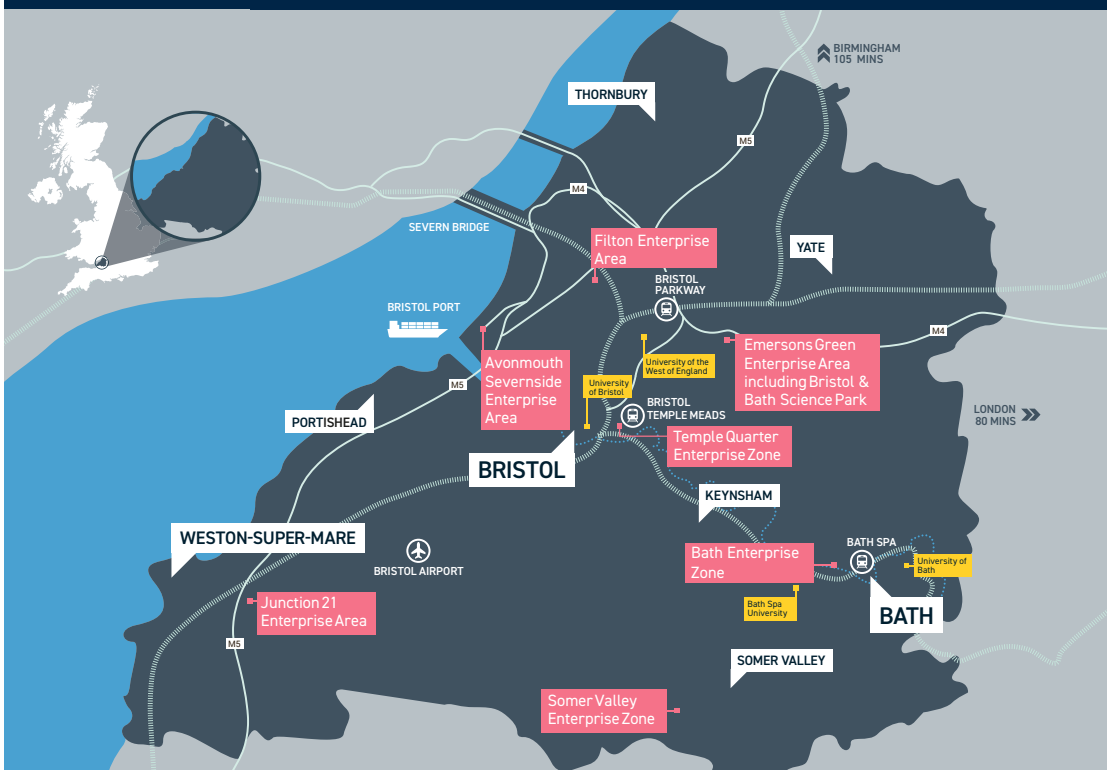 BIRMINGHAM
105 MINS
THORNBURY
M5
M4
SEVERN BRIDGE
Filton Enterprise
Area
YATE
BRISTOL
PARKWAY
BRISTOL PORT
M4
Avonmouth
Severnside
Enterprise
Area
University of the
West of England
Emersons Green
Enterprise Area
including Bristol &
Bath Science Park
M5
University
of Bristol
PORTISHEAD
BRISTOL
TEMPLE MEADS
LONDON
80 MINS
Temple Quarter
Enterprise Zone
BRISTOL
KEYNSHAM
WESTON-SUPER-MARE
BRISTOL AIRPORT
Bath Enterprise
Zone
BATH SPA
University of
Bath
Junction 21
Enterprise Area
Bath Spa
University
BATH
M5
SOMER VALLEY
Somer Valley
Enterprise Zone